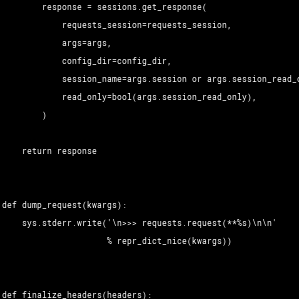 response = sessions.get_response(
requests_session=requests_session,
args=args,
config_dir=config_dir,
session_name=args.session or args.session_read_o
read_only=bool(args.session_read_only),
)
return response
def dump_request(kwargs):
sys.stderr.write('\n>>> requests.request(**%s)\n\n'
% repr_dict_nice(kwargs))
def finalize_headers(headers):